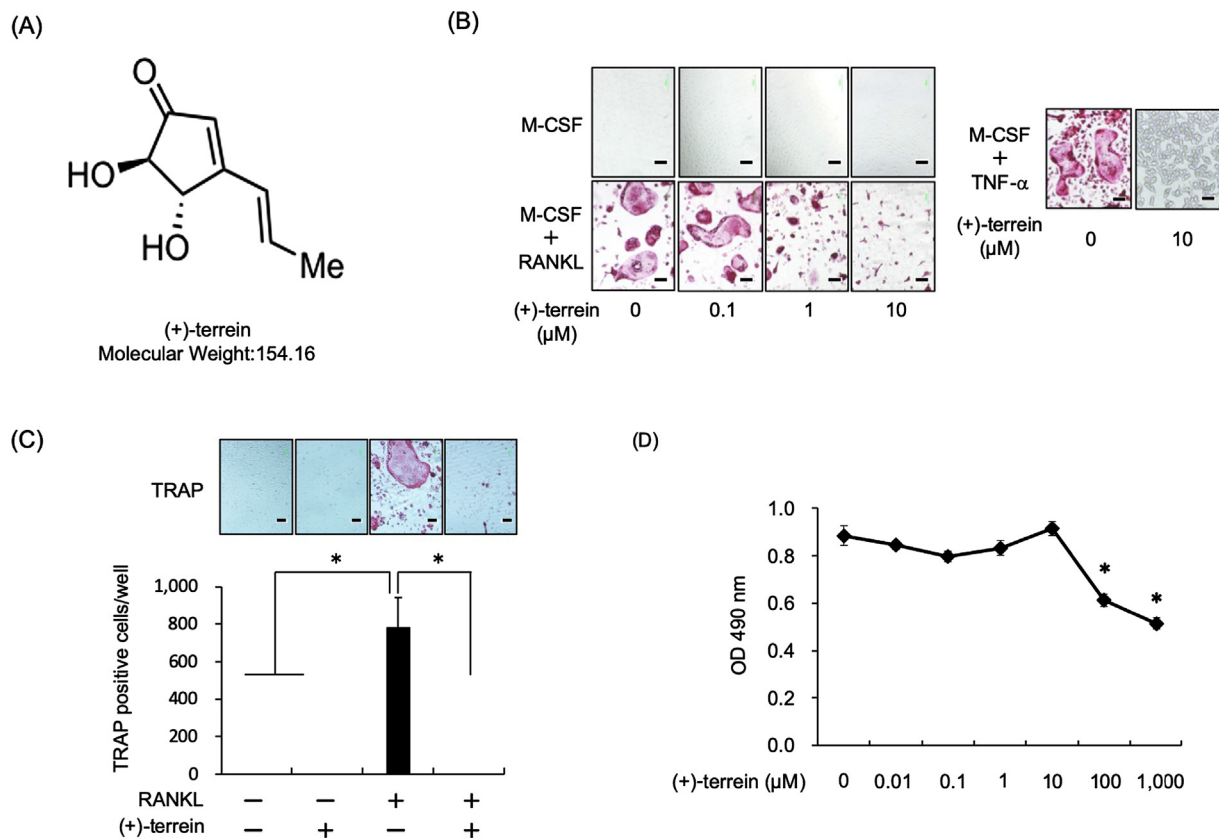 (A)
O
HO
HO
Me
(+)-terrein
Molecular Weight:154.16
(B)
M-CSF
M-CSF
+
RANKL
(+)-terrein
(µM)
0
0.1
1
10
M-CSF
+
TNF-α
(+)-terrein
(µM)
0
10
(C)
TRAP
* *
TRAP positive cells/well
1,000
800
600
400
200
0
RANKL − − + +
(+)-terrein − + − +
(D)
OD 490 nm
1.0
0.8
0.6
0.4
0.2
0.0
*
*
(+)-terrein (µM) 0 0.01 0.1 1 10 100 1,000